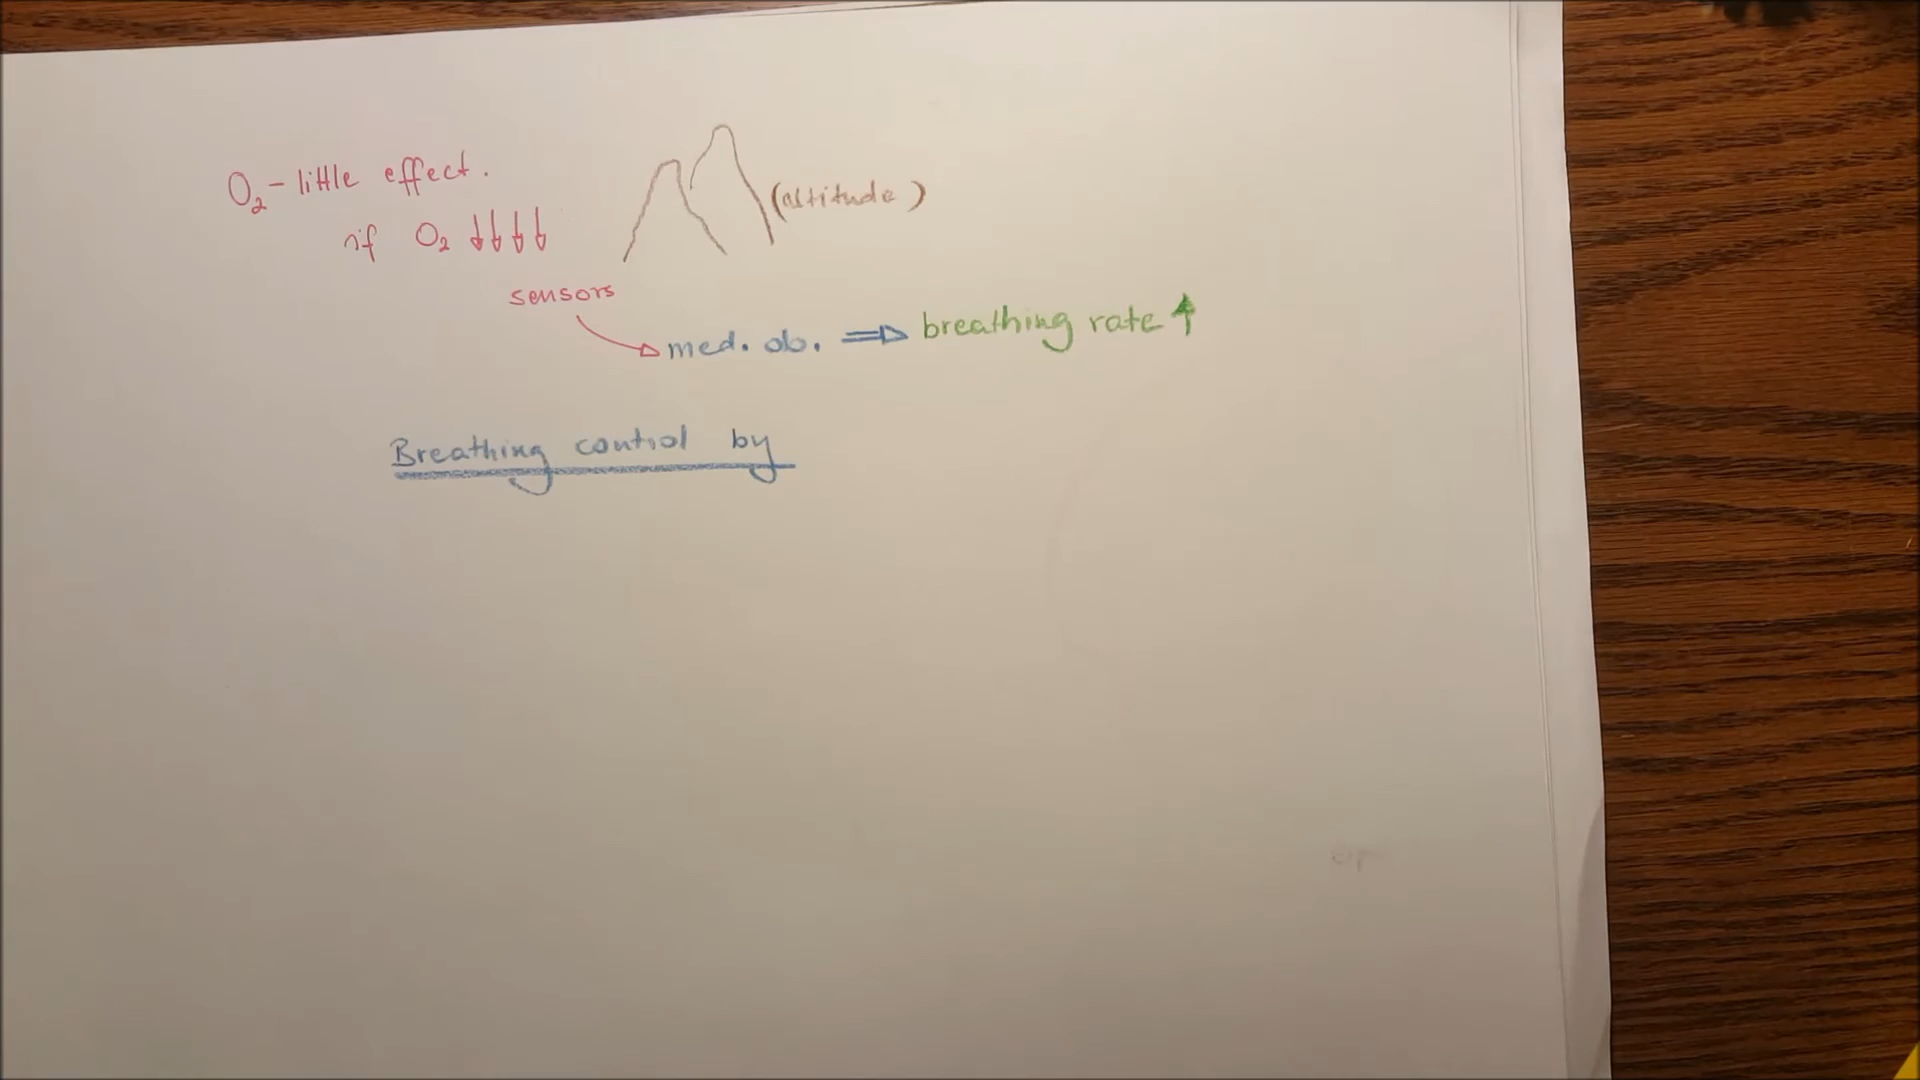 O₂ - little effect.
if O₂ ↓↓↓↓
(altitude)
sensors
med. ob. ⇒ breathing rate ↑
Breathing control by